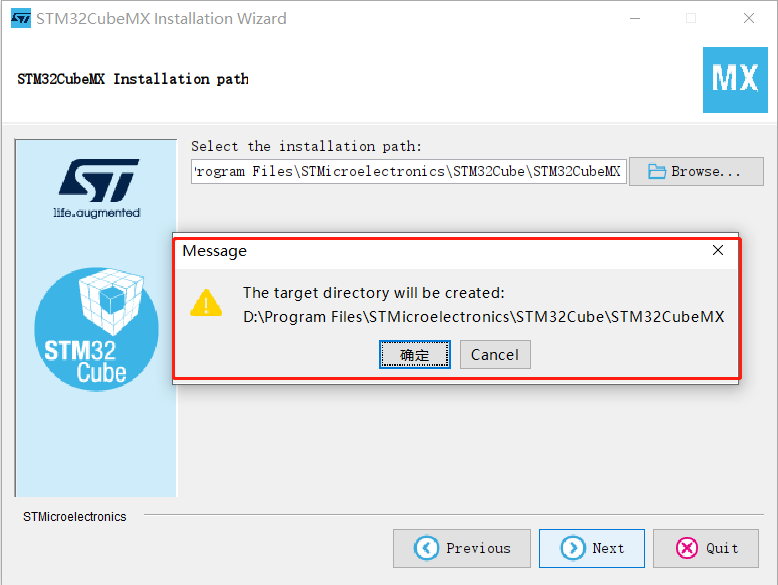 STM32CubeMX Installation Wizard
STM32CubeMX Installation path
MX
Select the installation path:
rogram Files\STMicroelectronics\STM32Cube\STM32CubeMX
Browse...
ST
life.augmented
STM32
Cube
Message
The target directory will be created:
D:\Program Files\STMicroelectronics\STM32Cube\STM32CubeMX
确定
Cancel
STMicroelectronics
Previous
Next
Quit